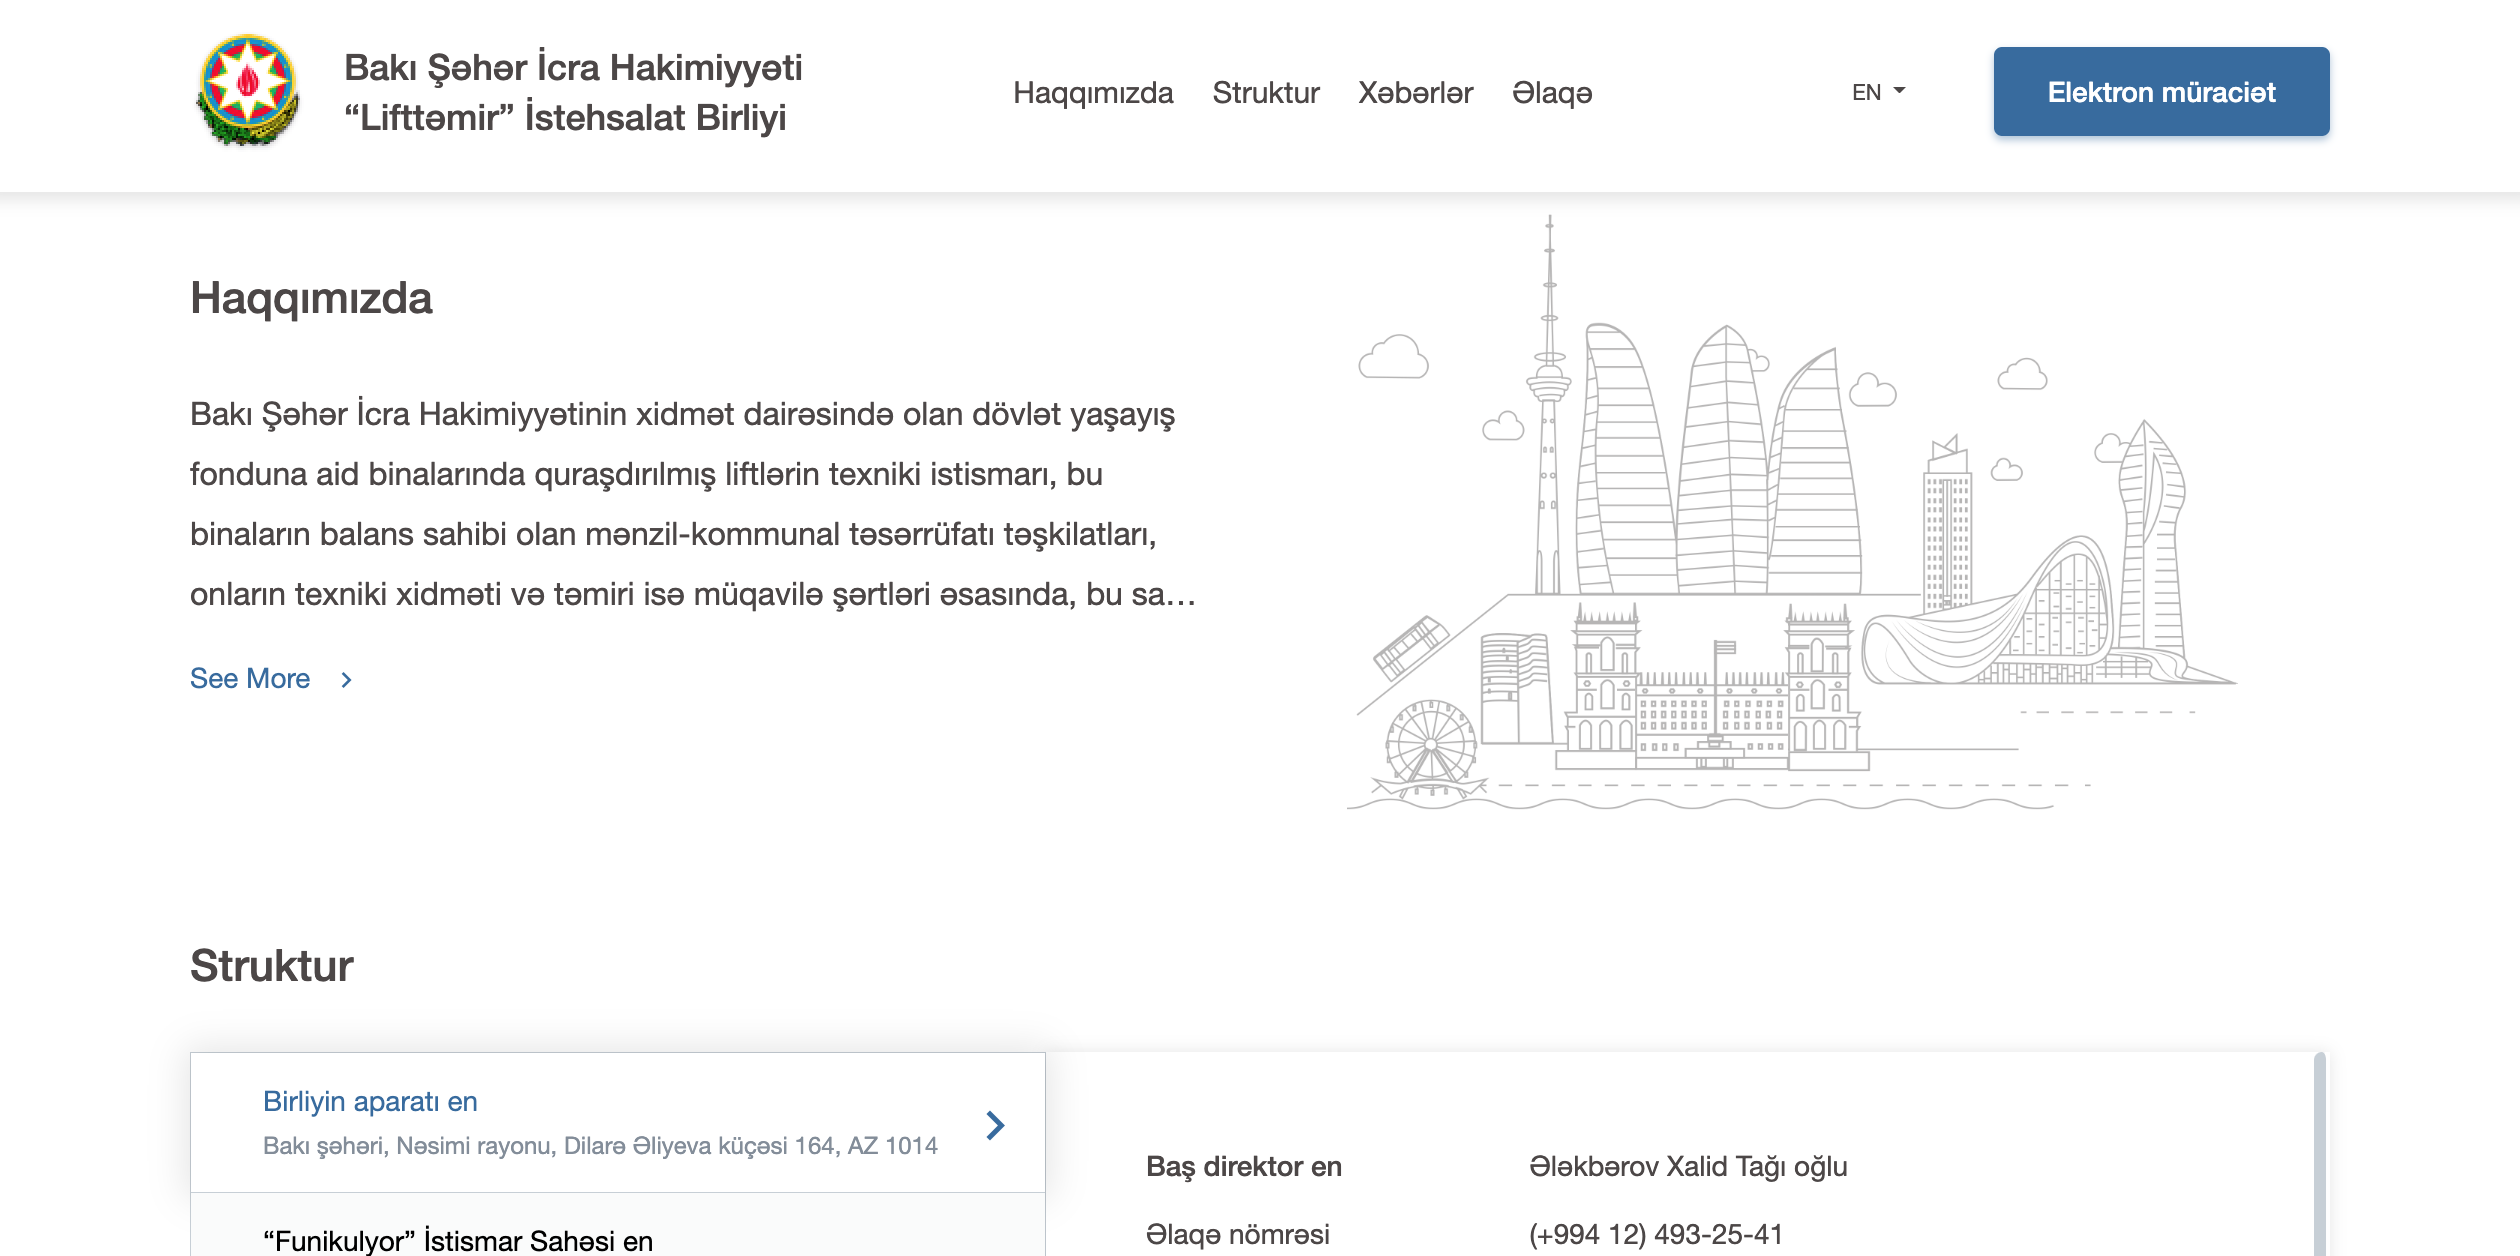 Bakı Şəhər İcra Hakimiyyəti
“Lifttəmir” İstehsalat Birliyi
Haqqımızda
Struktur
Xəbərlər
Əlaqə
EN
Elektron müraciət
Haqqımızda
Bakı Şəhər İcra Hakimiyyətinin xidmət dairəsində olan dövlət yaşayış
fonduna aid binalarında quraşdırılmış liftlərin texniki istismarı, bu
binaların balans sahibi olan mənzil-kommunal təsərrüfatı təşkilatları,
onların texniki xidməti və təmiri isə müqavilə şərtləri əsasında, bu sa…
See More
Struktur
Birliyin aparatı en
Bakı şəhəri, Nəsimi rayonu, Dilarə Əliyeva küçəsi 164, AZ 1014
“Funikulyor” İstismar Sahəsi en
Baş direktor en
Ələkbərov Xalid Tağı oğlu
Əlaqə nömrəsi
(+994 12) 493-25-41